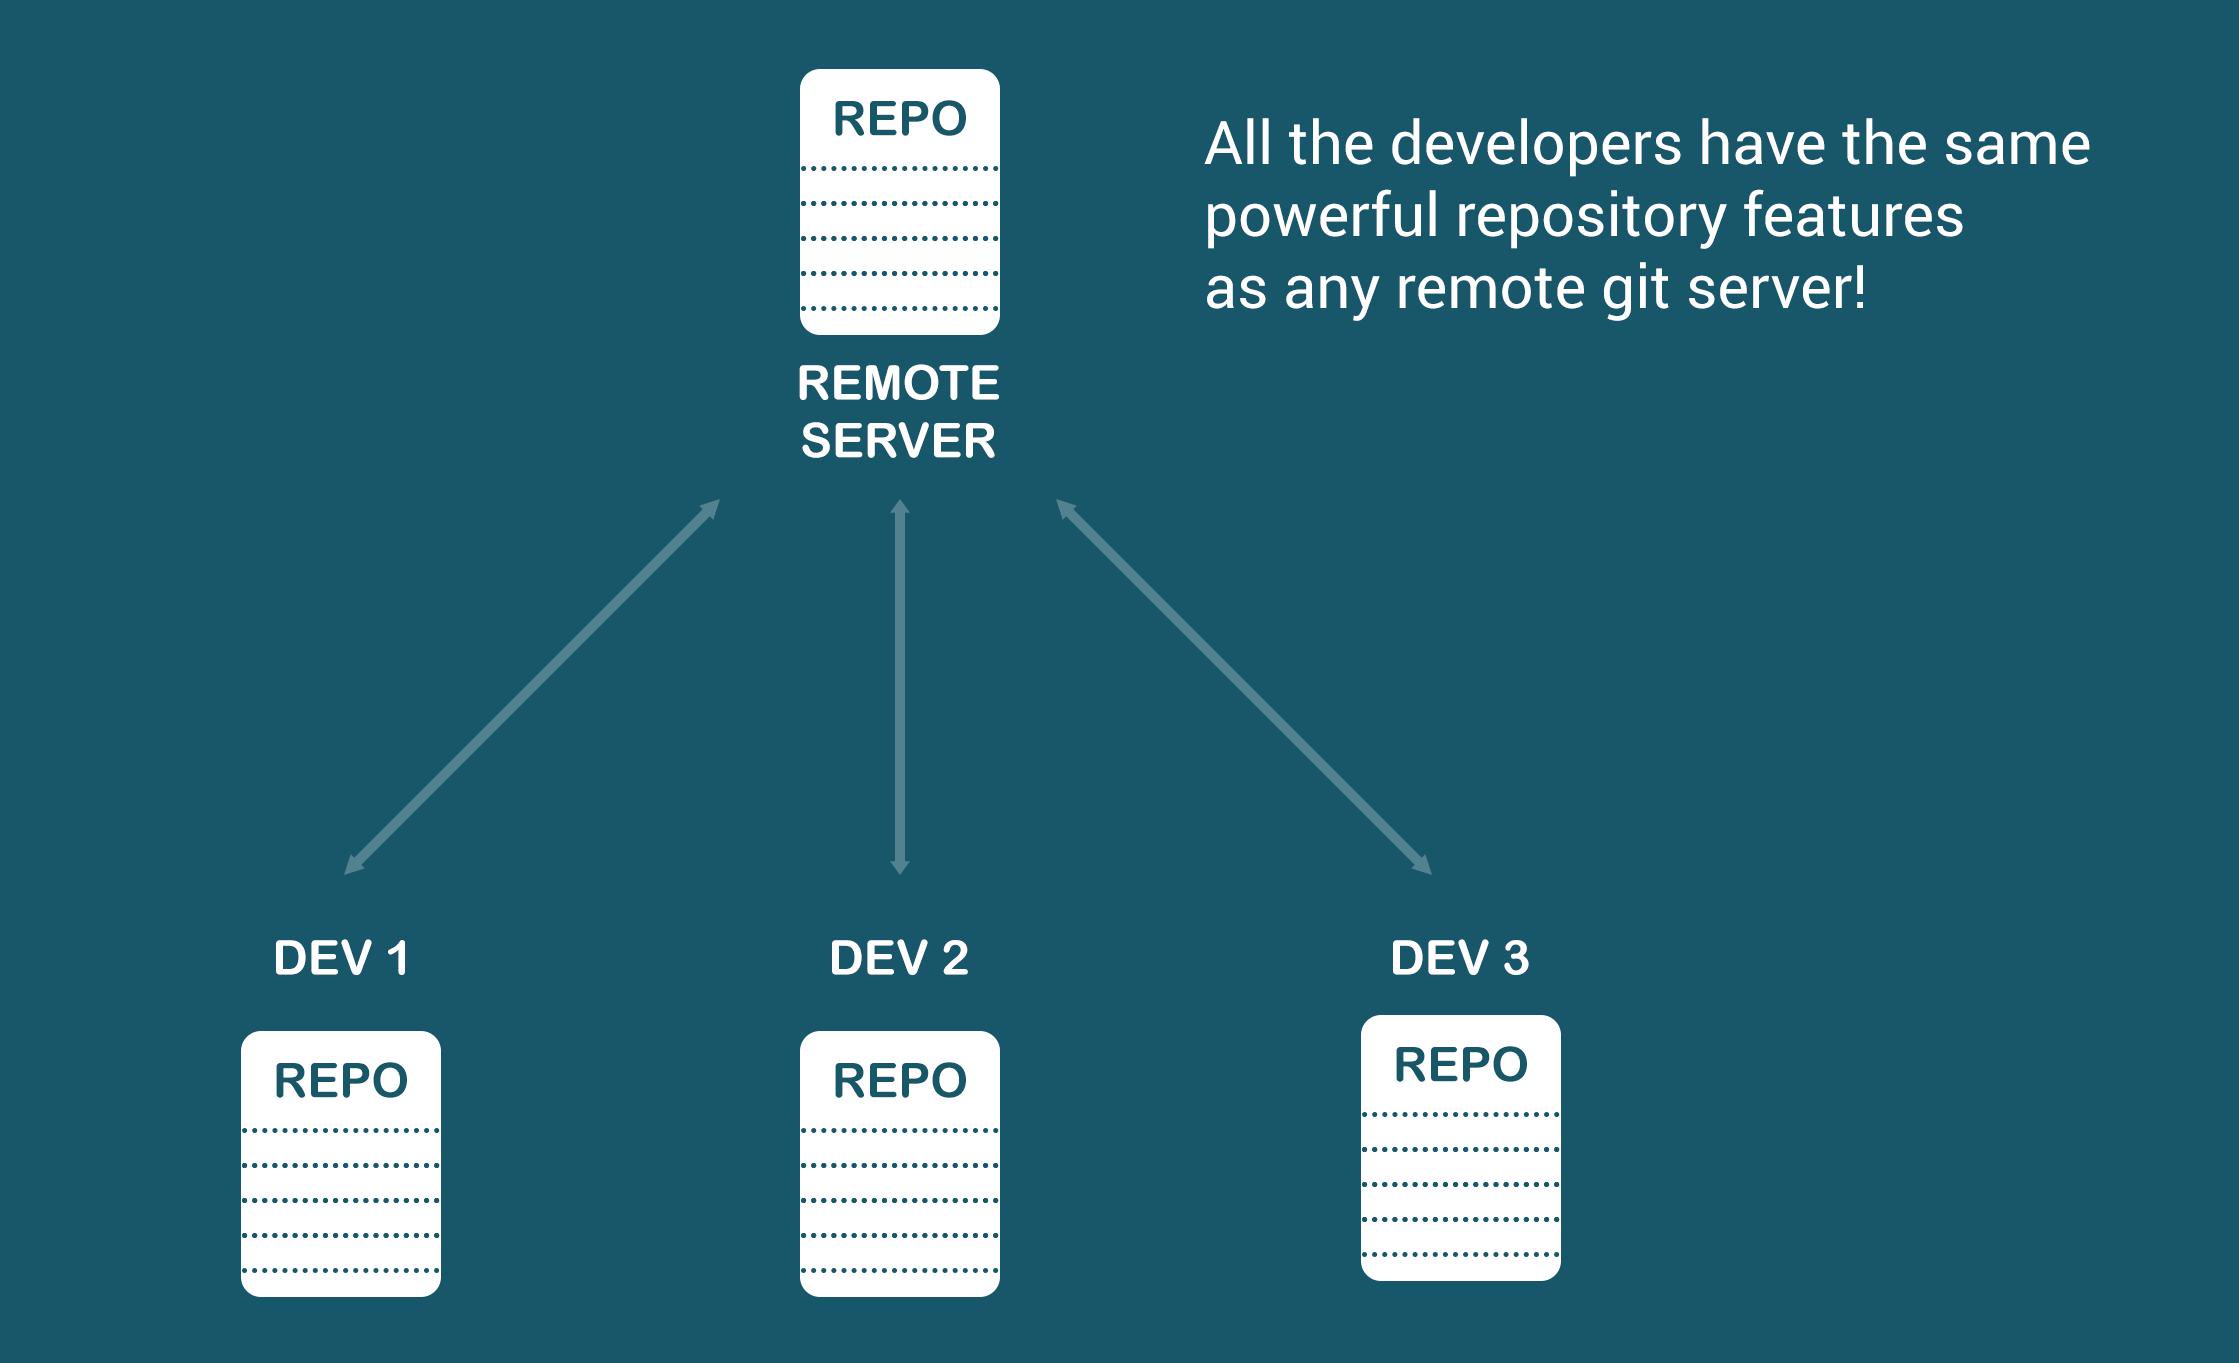 REPO
All the developers have the same
powerful repository features
as any remote git server!
REMOTE
SERVER
DEV 1
DEV 2
DEV 3
REPO
REPO
REPO